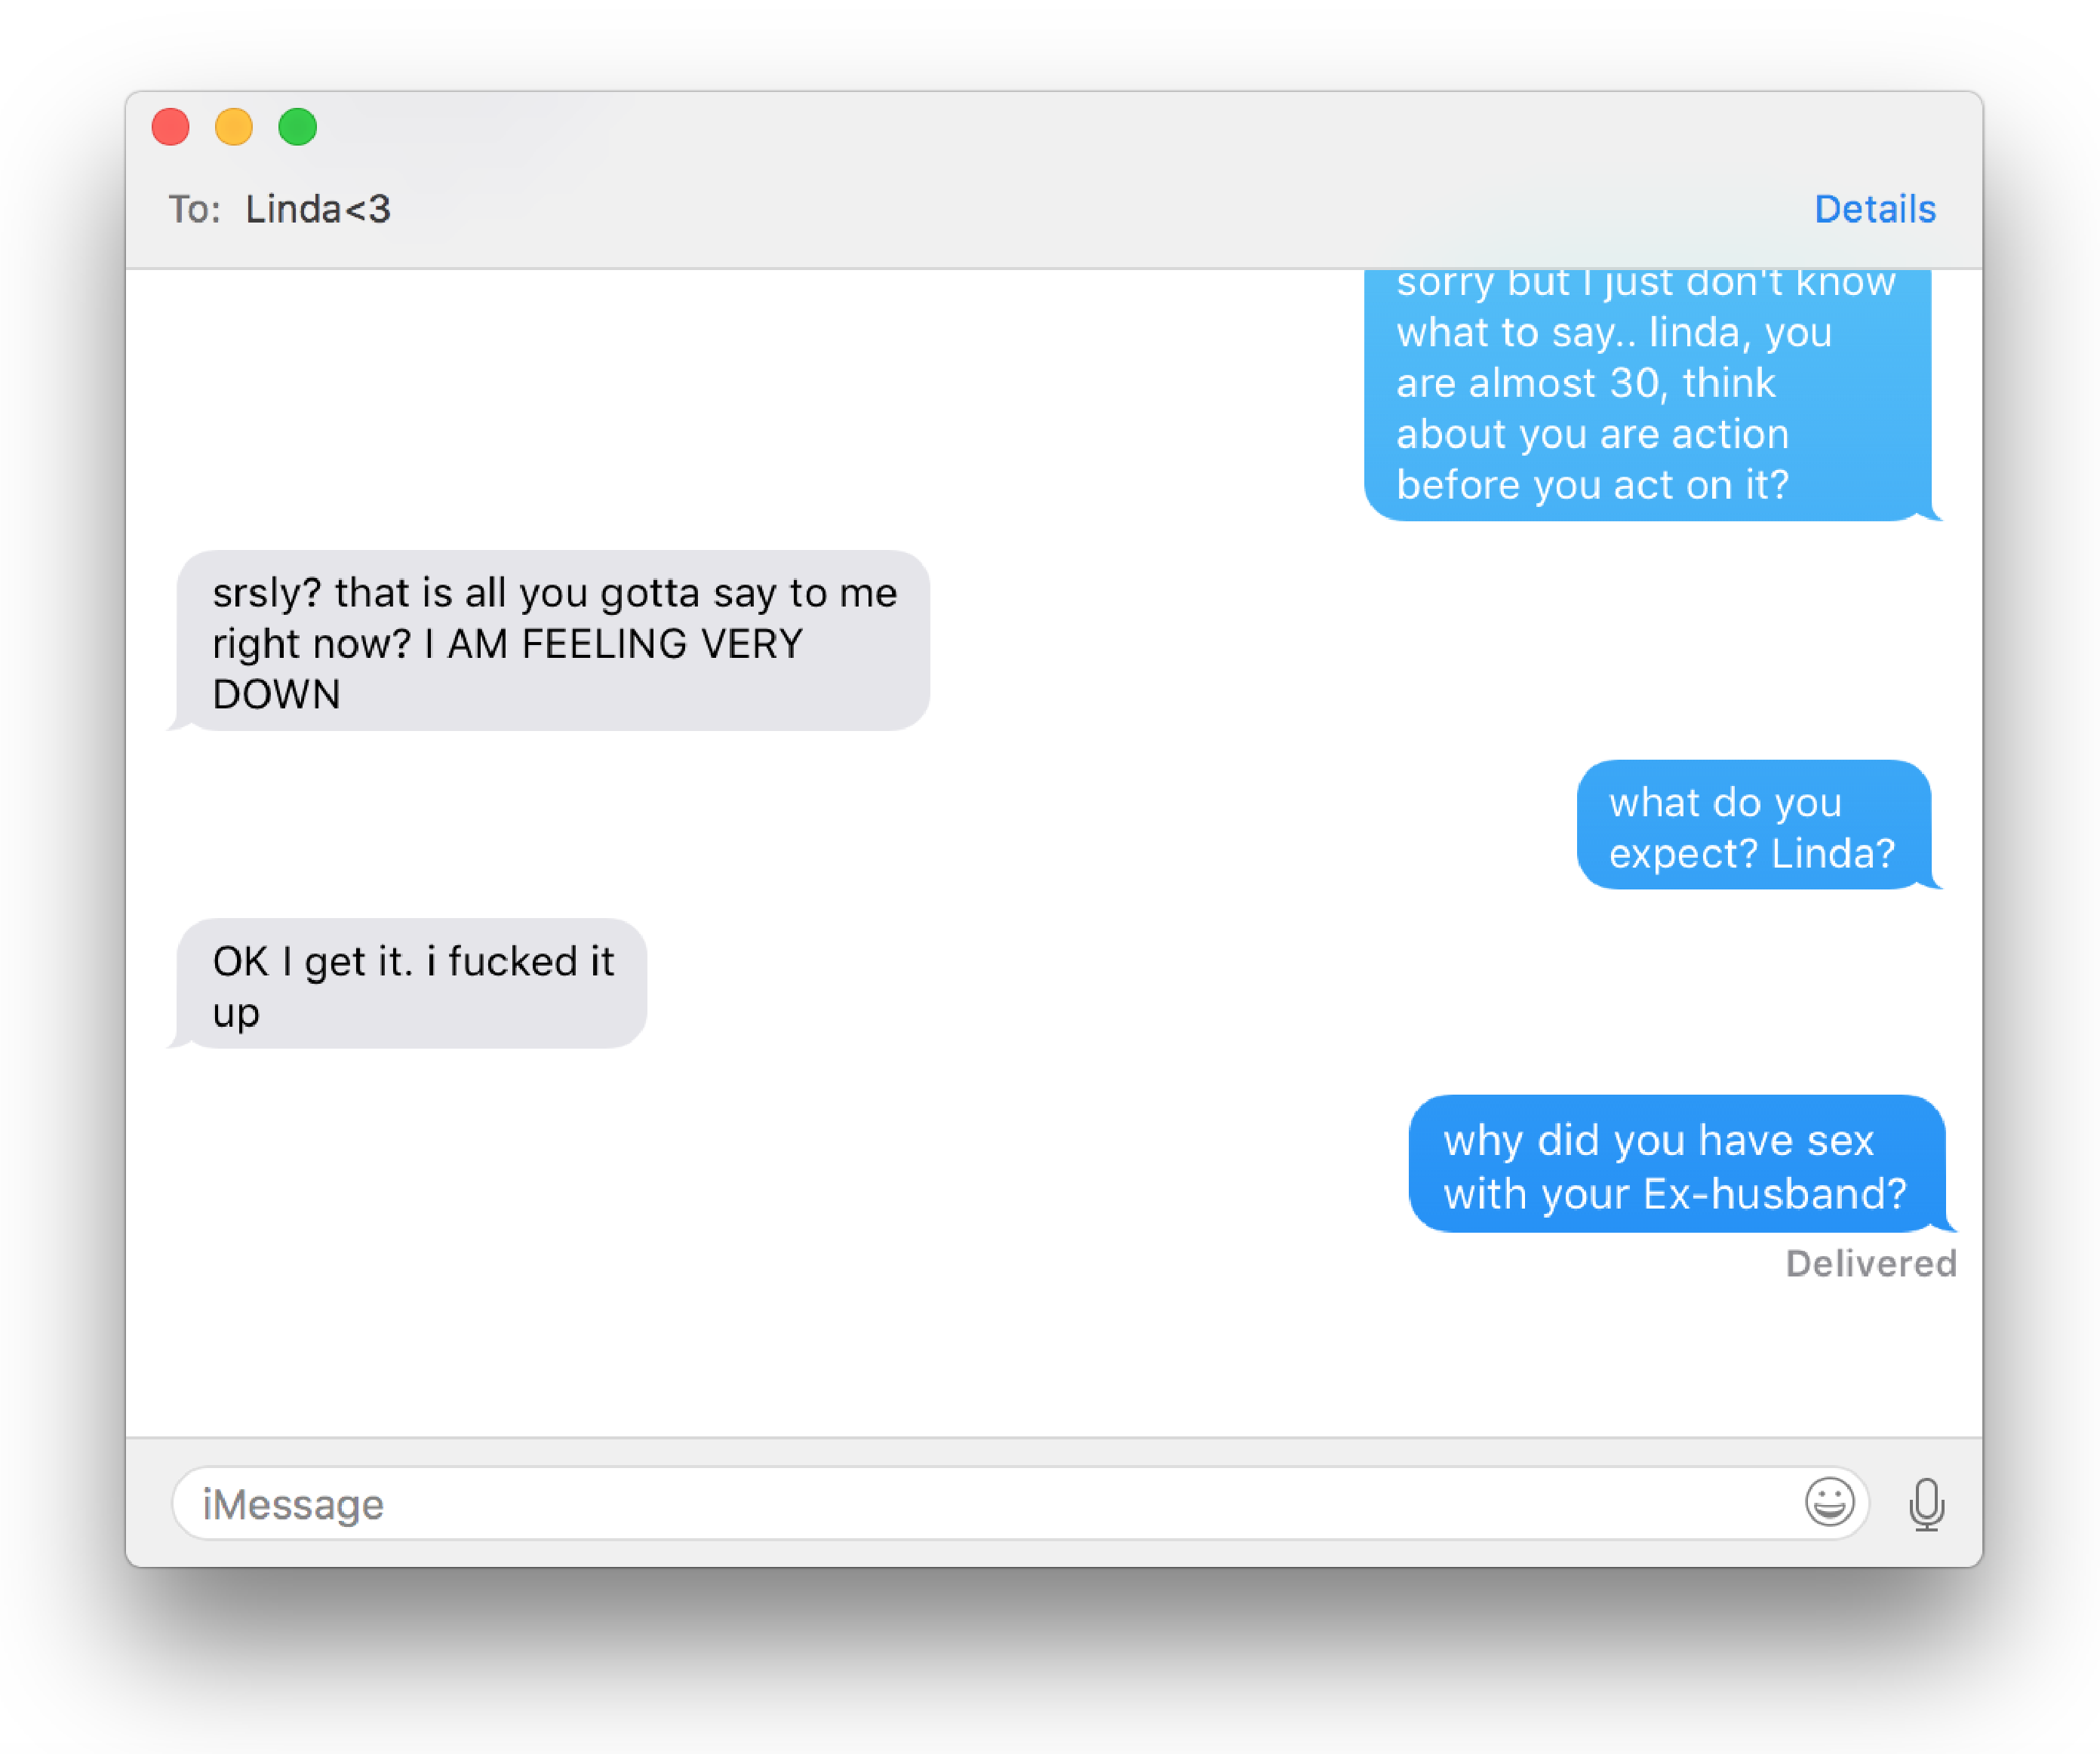 To: Linda<3
Details
sorry but I just don't know
what to say.. linda, you
are almost 30, think
about you are action
before you act on it?
srsly? that is all you gotta say to me
right now? I AM FEELING VERY
DOWN
what do you
expect? Linda?
OK I get it. i fucked it
up
why did you have sex
with your Ex-husband?
Delivered
iMessage